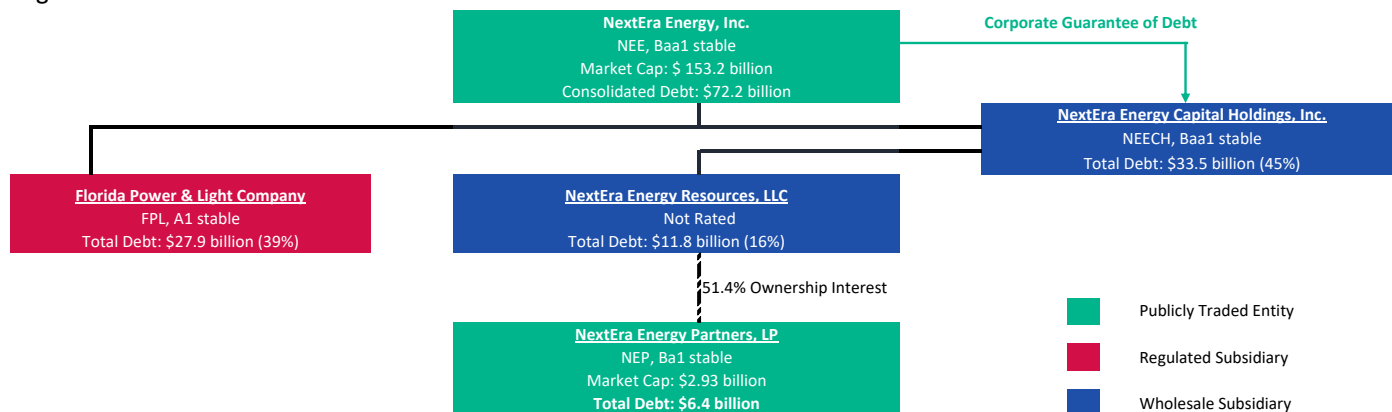 NextEra Energy, Inc.
NEE, Baa1 stable
Market Cap: $ 153.2 billion
Consolidated Debt: $72.2 billion
Corporate Guarantee of Debt
NextEra Energy Capital Holdings, Inc.
NEECH, Baa1 stable
Total Debt: $33.5 billion (45%)
Florida Power & Light Company
FPL, A1 stable
Total Debt: $27.9 billion (39%)
NextEra Energy Resources, LLC
Not Rated
Total Debt: $11.8 billion (16%)
51.4% Ownership Interest
NextEra Energy Partners, LP
NEP, Ba1 stable
Market Cap: $2.93 billion
Total Debt: $6.4 billion
Publicly Traded Entity
Regulated Subsidiary
Wholesale Subsidiary